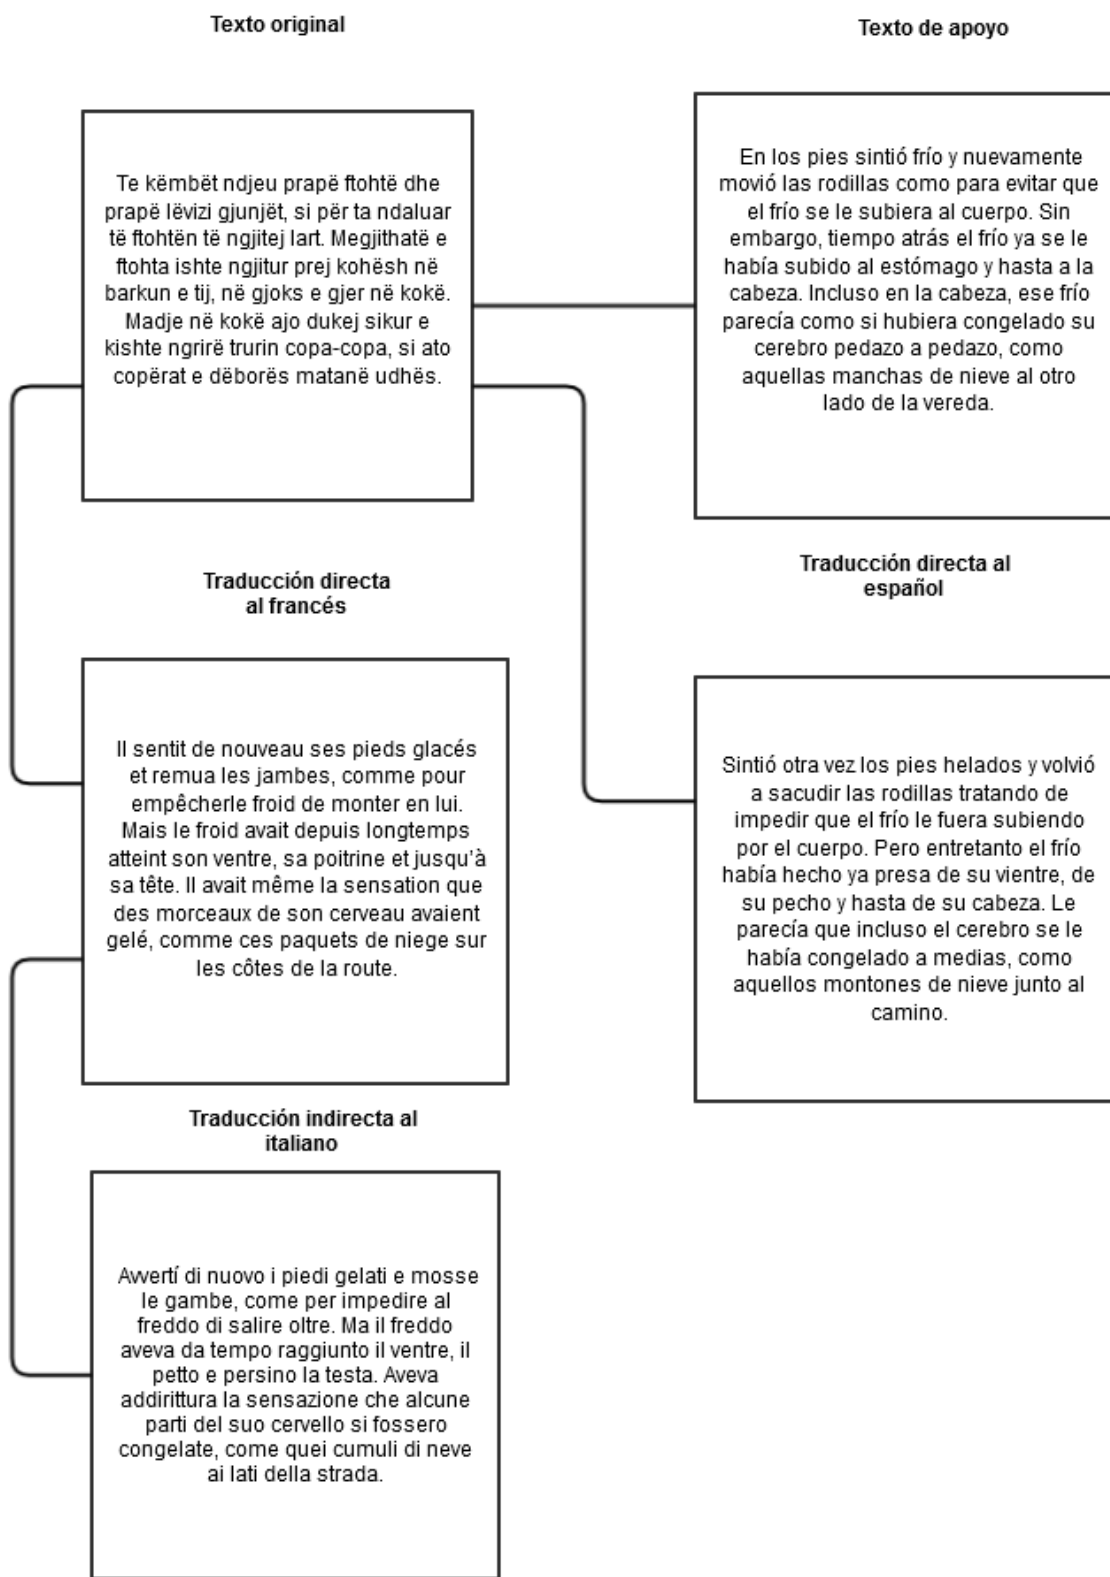 Texto original
Te këmbët ndjeu prapë ftohtë dhe
prapë lëvizi gjunjët, si për ta ndaluar
të ftohtën të ngjitej lart. Megjithatë e
ftohta ishte ngjitur prej kohësh në
barkun e tij, në gjoks e gjer në kokë.
Madje në kokë ajo dukej sikur e
kishte ngrirë trurin copa-copa, si ato
copërat e dëborës matanë udhës.
Texto de apoyo
En los pies sintió frío y nuevamente
movió las rodillas como para evitar que
el frío se le subiera al cuerpo. Sin
embargo, tiempo atrás el frío ya se le
había subido al estómago y hasta a la
cabeza. Incluso en la cabeza, ese frío
parecía como si hubiera congelado su
cerebro pedazo a pedazo, como
aquellas manchas de nieve al otro
lado de la vereda.
Traducción directa
al francés
Il sentit de nouveau ses pieds glacés
et remua les jambes, comme pour
empêcherle froid de monter en lui.
Mais le froid avait depuis longtemps
atteint son ventre, sa poitrine et jusqu'à
sa tête. Il avait même la sensation que
des morceaux de son cerveau avaient
gelé, comme ces paquets de niege sur
les côtes de la route.
Traducción directa al
español
Sintió otra vez los pies helados y volvió
a sacudir las rodillas tratando de
impedir que el frío le fuera subiendo
por el cuerpo. Pero entretanto el frío
había hecho ya presa de su vientre, de
su pecho y hasta de su cabeza. Le
parecía que incluso el cerebro se le
había congelado a medias, como
aquellos montones de nieve junto al
camino.
Traducción indirecta al
italiano
Avvertí di nuovo i piedi gelati e mosse
le gambe, come per impedire al
freddo di salire oltre. Ma il freddo
aveva da tempo raggiunto il ventre, il
petto e persino la testa. Aveva
addirittura la sensazione che alcune
parti del suo cervello si fossero
congelate, come quei cumuli di neve
ai lati della strada.